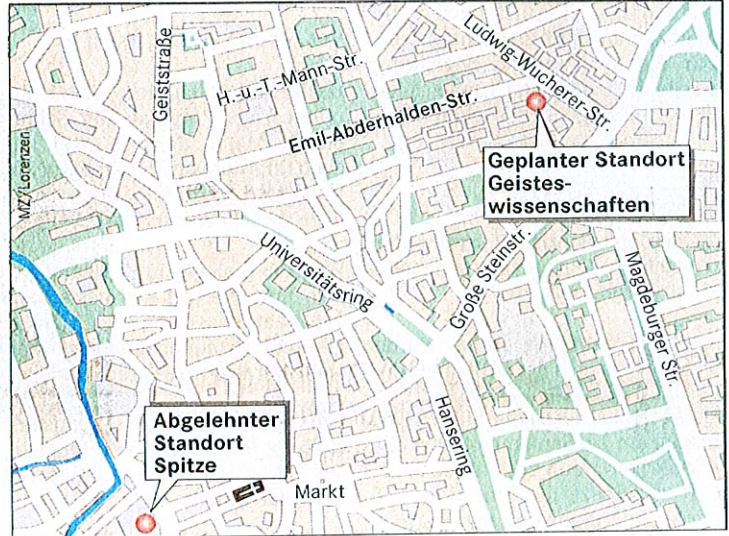 Geiststraße
H.-u.-T.-Mann-Str.
Ludwig-Wucherer-Str.
Emil-Abderhalden-Str.
MZ/Lorenzen
Geplanter Standort
Geistes-
wissenschaften
Universitätsring
Große Steinstr.
Magdeburger Str.
Hansering
Abgelehnter
Standort
Spitze
Markt